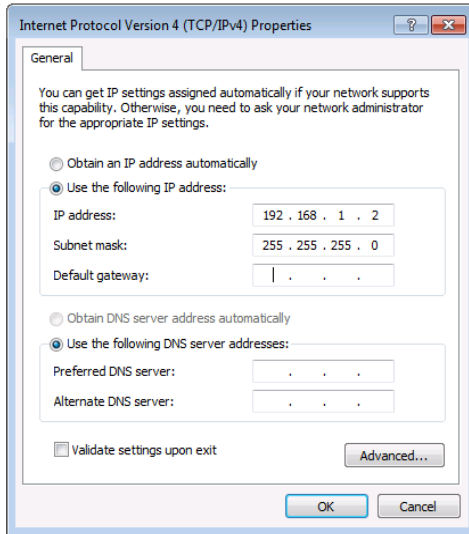 Internet Protocol Version 4 (TCP/IPv4) Properties
General
You can get IP settings assigned automatically if your network supports
this capability. Otherwise, you need to ask your network administrator
for the appropriate IP settings.
Obtain an IP address automatically
Use the following IP address:
IP address: 192 . 168 . 1 . 2
Subnet mask: 255 . 255 . 255 . 0
Default gateway: . . .
Obtain DNS server address automatically
Use the following DNS server addresses:
Preferred DNS server: . . .
Alternate DNS server: . . .
Validate settings upon exit
Advanced...
OK Cancel